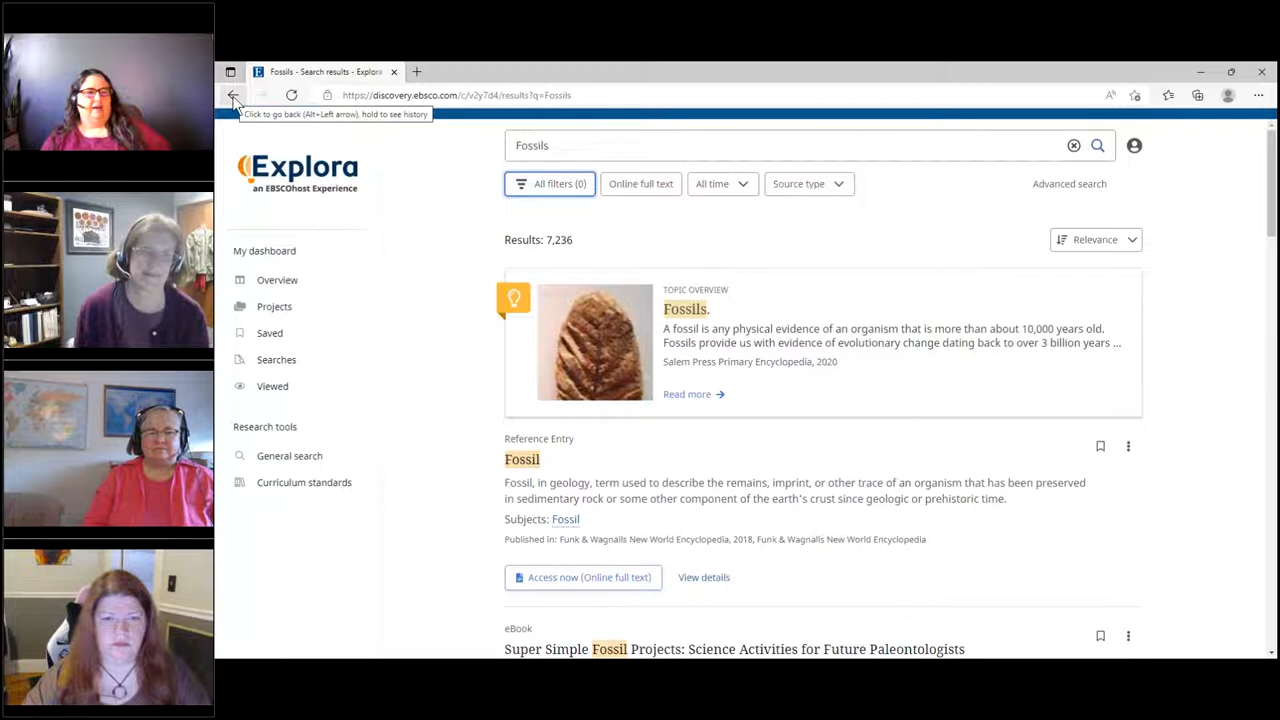 Fossils - Search results - Explora
https://discovery.ebsco.com/c/v2y7d4/results?q=Fossils
Click to go back (Alt+Left arrow), hold to see history
Explora
an EBSCOhost Experience
My dashboard
Overview
Projects
Saved
Searches
Viewed
Research tools
General search
Curriculum standards
Fossils
All filters (0)
Online full text
All time
Source type
Advanced search
Results: 7,236
Relevance
TOPIC OVERVIEW
Fossils.
A fossil is any physical evidence of an organism that is more than about 10,000 years old.
Fossils provide us with evidence of evolutionary change dating back to over 3 billion years ...
Salem Press Primary Encyclopedia, 2020
Read more
Reference Entry
Fossil
Fossil, in geology, term used to describe the remains, imprint, or other trace of an organism that has been preserved
in sedimentary rock or some other component of the earth's crust since geologic or prehistoric time.
Subjects: Fossil
Published in: Funk & Wagnalls New World Encyclopedia, 2018, Funk & Wagnalls New World Encyclopedia
Access now (Online full text)
View details
eBook
Super Simple Fossil Projects: Science Activities for Future Paleontologists